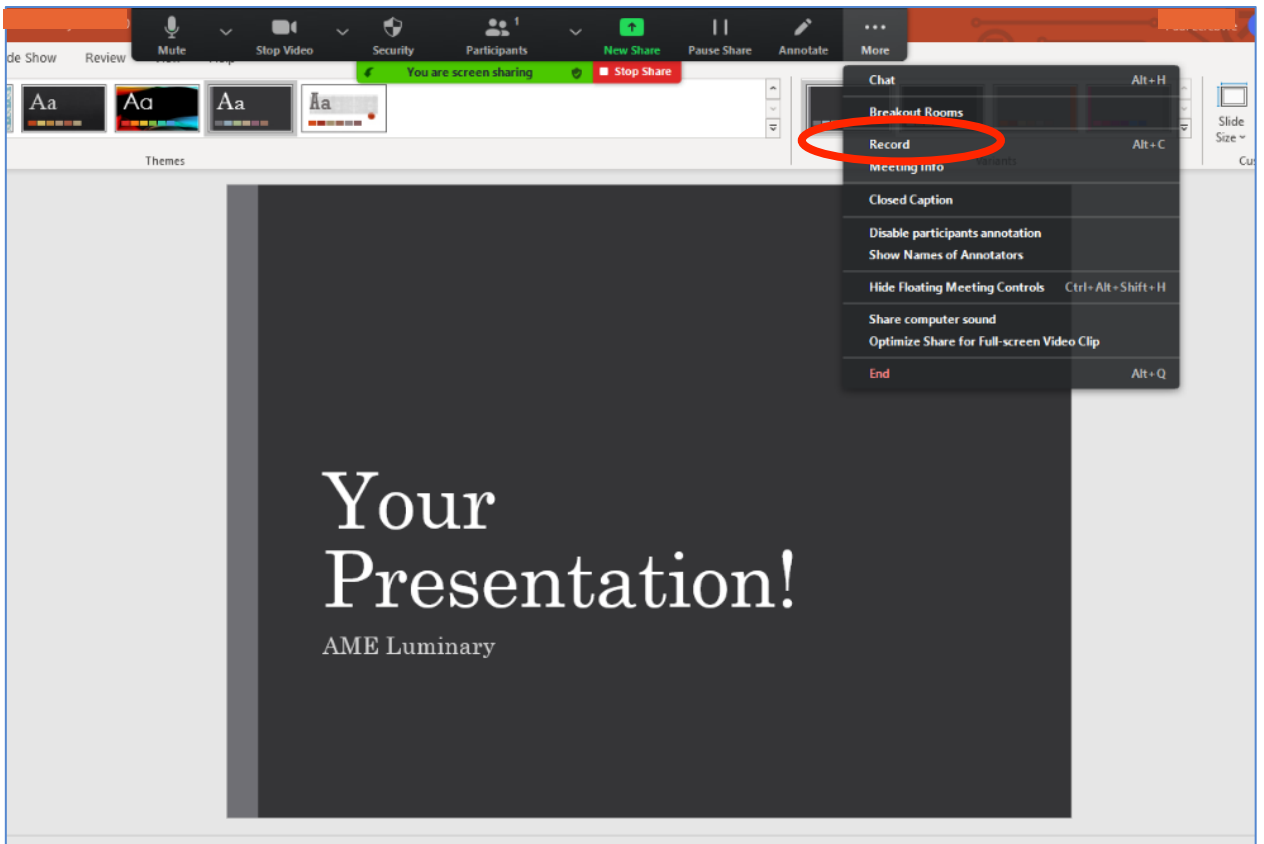 Mute
Stop Video
Security
Participants
1
New Share
Pause Share
Annotate
More
de Show
Review
You are screen sharing
Stop Share
Aa
Aa
Aa
Aa
Themes
Variants
Slide
Size
Cu
Chat Alt+H
Breakout Rooms
Record Alt+C
Meeting Info
Closed Caption
Disable participants annotation
Show Names of Annotators
Hide Floating Meeting Controls Ctrl+Alt+Shift+H
Share computer sound
Optimize Share for Full-screen Video Clip
End Alt+Q
Your
Presentation!
AME Luminary